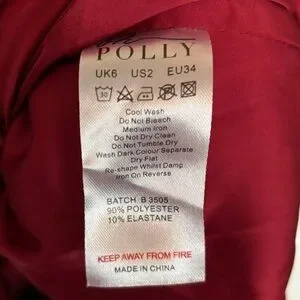 POLLY
UK6 US2 EU34
30
Cool Wash
Do Not Bleach
Medium Iron
Do Not Dry Clean
Do Not Tumble Dry
Wash Dark Colour Separate
Dry Flat
Re-shape Whilst Damp
Iron On Reverse
BATCH B 3505
90% POLYESTER
10% ELASTANE
KEEP AWAY FROM FIRE
MADE IN CHINA